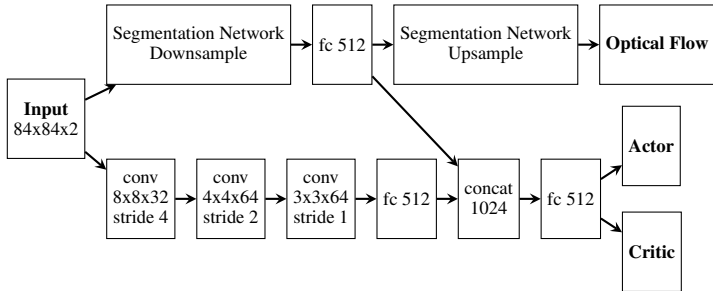 Segmentation Network
Downsample
fc 512
Segmentation Network
Upsample
Optical Flow
Input
84x84x2
conv
8x8x32
stride 4
conv
4x4x64
stride 2
conv
3x3x64
stride 1
fc 512
concat
1024
fc 512
Actor
Critic